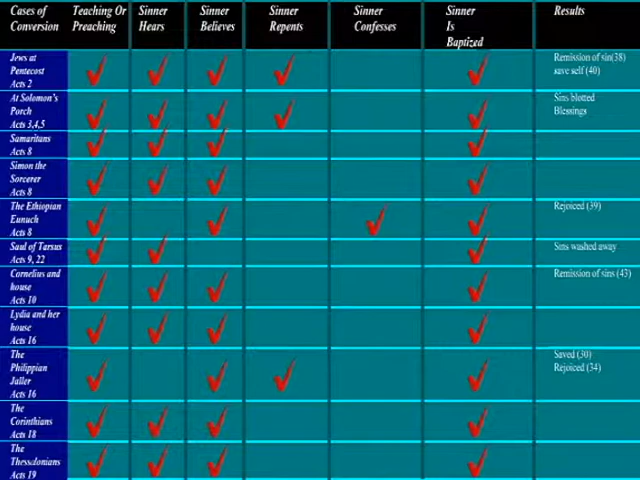 Cases of Conversion
Teaching Or Preaching
Sinner Hears
Sinner Believes
Sinner Repents
Sinner Confesses
Sinner Is Baptized
Results
Jews at
Pentecost
Acts 2
Remission of sin(38)
save self (40)
At Solomon's
Porch
Acts 3,4,5
Sins blotted
Blessings
Samaritans
Acts 8
Simon the
Sorcerer
Acts 8
The Ethiopian
Eunuch
Acts 8
Rejoiced (39)
Saul of Tarsus
Acts 9, 22
Sins washed away
Cornelius and
house
Acts 10
Remission of sins (43)
Lydia and her
house
Acts 16
The
Philippian
Jailer
Acts 16
Saved (30)
Rejoiced (34)
The
Corinthians
Acts 18
The
Thessdonians
Acts 19